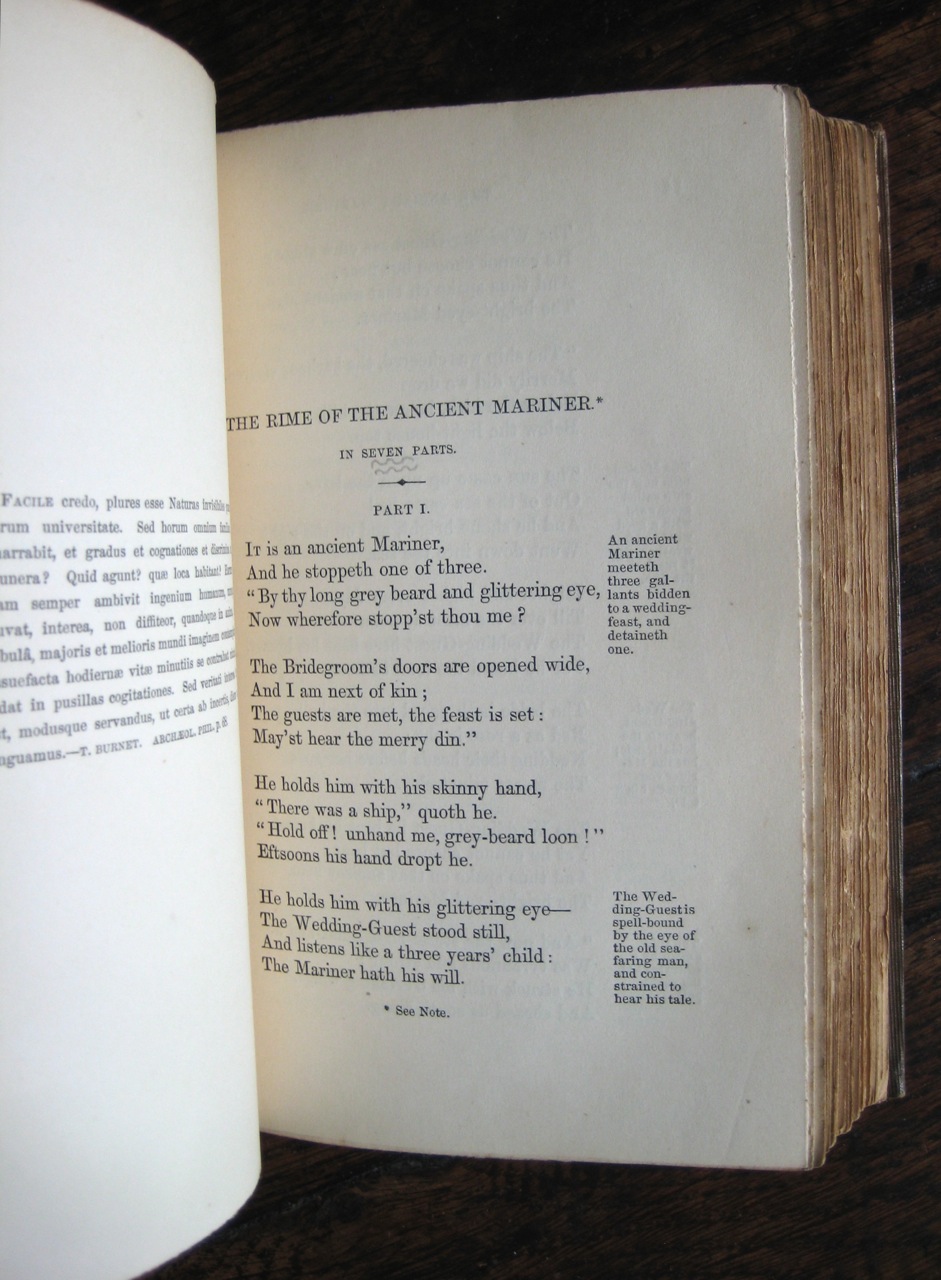 FACILE credo, plures esse Naturas invisibile
rum universitate. Sed horum omnium
arrabit, et gradus et cognationes et discrimina
unera? Quid agunt? quæ loca habitant?
am semper ambivit ingenium humanum,
uvat, interea, non diffiteor, quandoque in
bulâ, majoris et melioris mundi imaginem
suefacta hodiernæ vitæ minutiis se contrahat
dat in pusillas cogitationes. Sed veritati
t, modusque servandus, ut certa ab incertis,
nguamus.—T. BURNET. ARCHÆOL. PHIL. p. 68.
THE RIME OF THE ANCIENT MARINER.*
IN SEVEN PARTS.
PART I.
IT is an ancient Mariner,
And he stoppeth one of three.
“By thy long grey beard and glittering eye,
Now wherefore stopp’st thou me ?
An ancient
Mariner
meeteth
three gal-
lants bidden
to a wedding-
feast, and
detaineth
one.
The Bridegroom’s doors are opened wide,
And I am next of kin ;
The guests are met, the feast is set :
May’st hear the merry din.”
He holds him with his skinny hand,
“There was a ship,” quoth he.
“Hold off! unhand me, grey-beard loon !”
Eftsoons his hand dropt he.
He holds him with his glittering eye—
The Wedding-Guest stood still,
And listens like a three years’ child :
The Mariner hath his will.
The Wed-
ding-Guest is
spell-bound
by the eye of
the old sea-
faring man,
and con-
strained to
hear his tale.
* See Note.